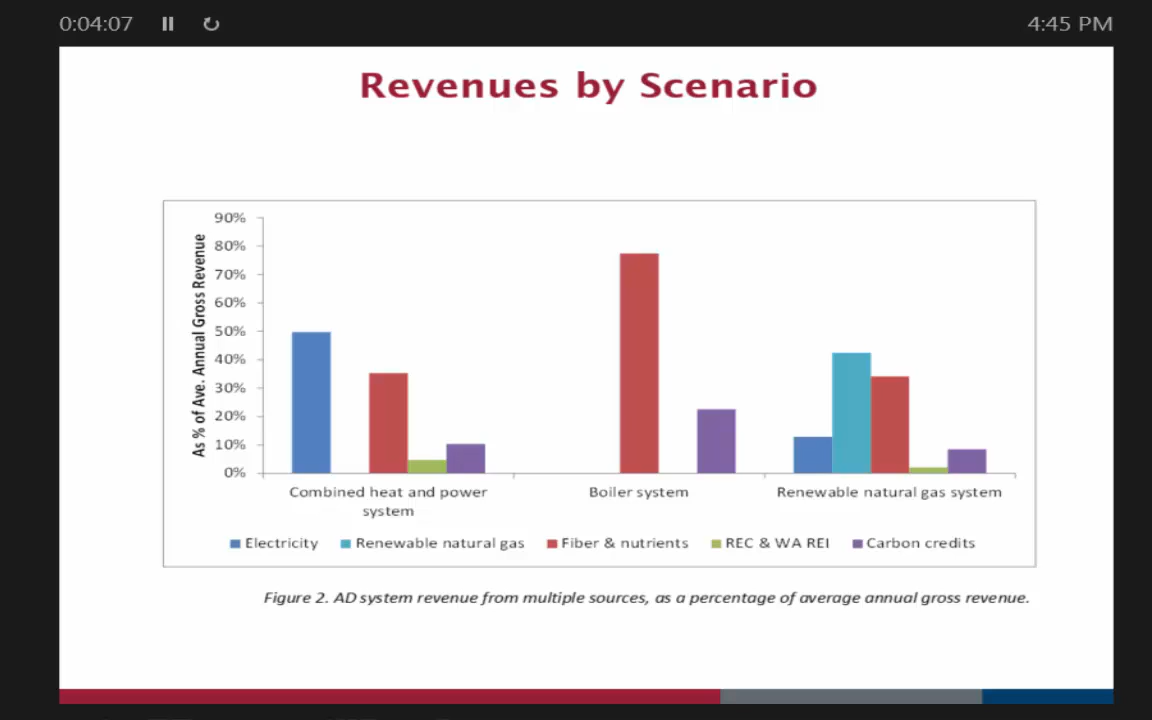 0:04:07
4:45 PM
Revenues by Scenario
As % of Ave. Annual Gross Revenue
90%
80%
70%
60%
50%
40%
30%
20%
10%
0%
Combined heat and power
system
Boiler system
Renewable natural gas system
Electricity
Renewable natural gas
Fiber & nutrients
REC & WA REI
Carbon credits
Figure 2. AD system revenue from multiple sources, as a percentage of average annual gross revenue.